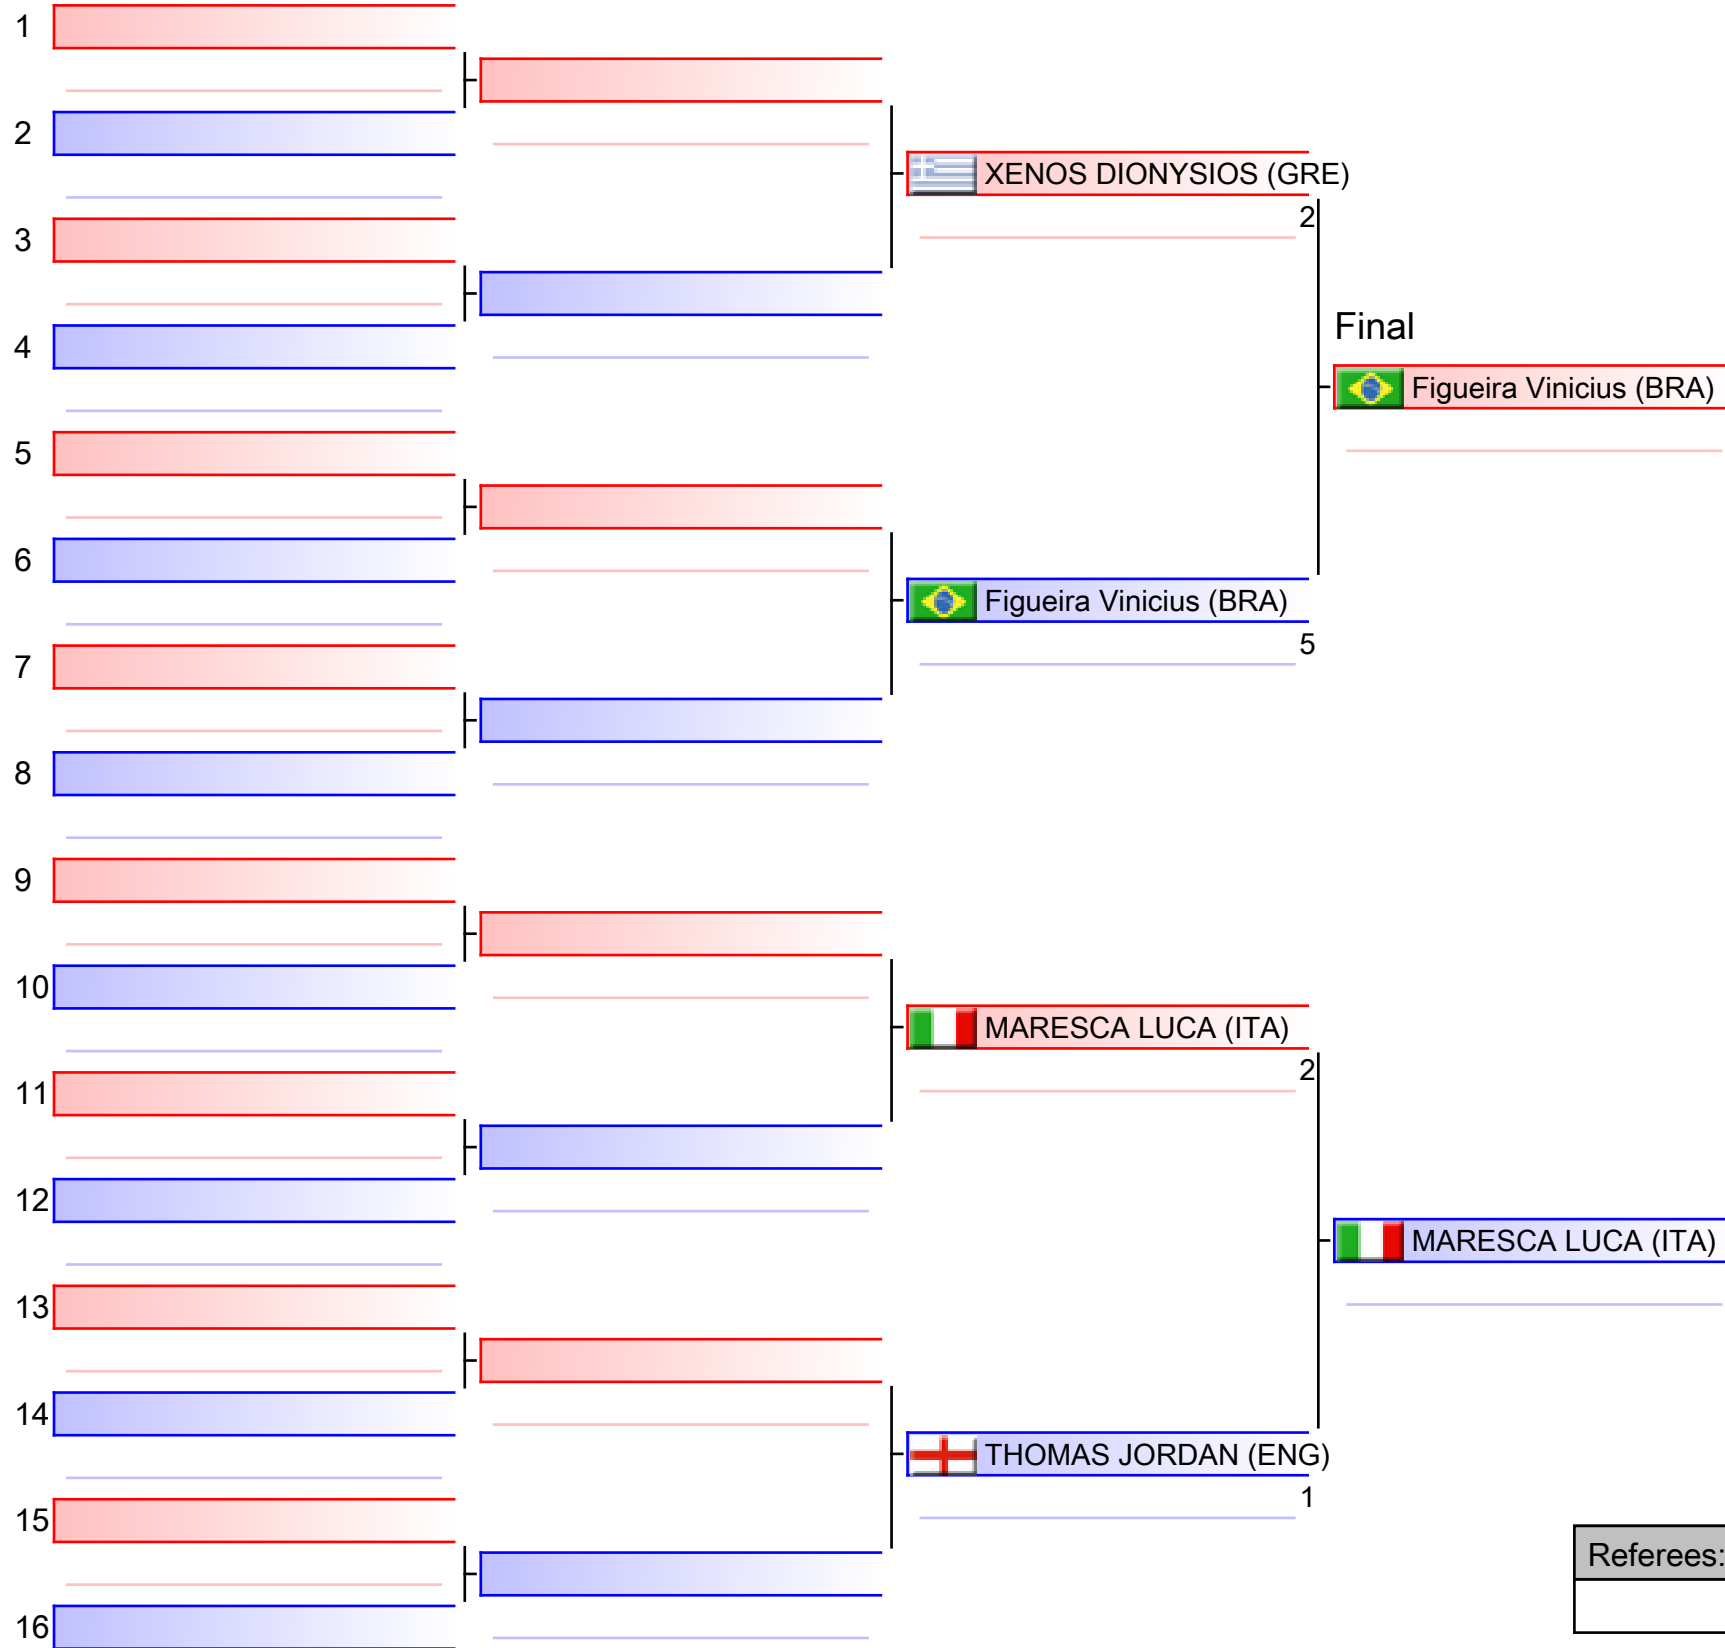 1
2
XENOS DIONYSIOS (GRE)
2
3
Final
4
Figueira Vinicius (BRA)
5
6
Figueira Vinicius (BRA)
5
7
8
9
10
MARESCA LUCA (ITA)
2
11
12
MARESCA LUCA (ITA)
13
14
THOMAS JORDAN (ENG)
1
15
Referees:
16